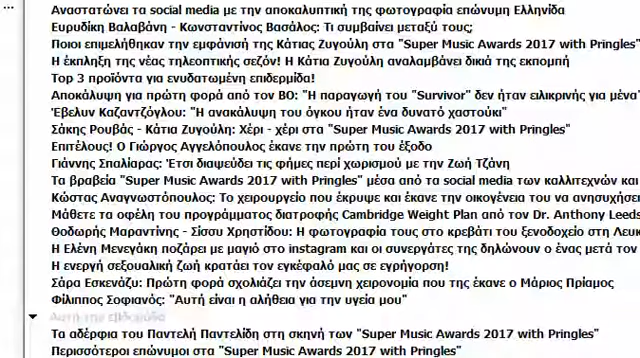 Αναστατώνει τα social media με την αποκαλυπτική της φωτογραφία επώνυμη Ελληνίδα
Ευρυδίκη Βαλαβάνη - Κωνσταντίνος Βασάλος: Τι συμβαίνει μεταξύ τους;
Ποιοι επιμελήθηκαν την εμφάνισή της Κάτιας Ζυγούλη στα "Super Music Awards 2017 with Pringles"
Η έκπληξη της νέας τηλεοπτικής σεζόν! Η Κάτια Ζυγούλη αναλαμβάνει δικιά της εκπομπή
Top 3 προϊόντα για ενυδατωμένη επιδερμίδα!
Αποκάλυψη για πρώτη φορά από τον BO: "Η παραγωγή του "Survivor" δεν ήταν ειλικρινής για μένα"
Έβελυν Καζαντζόγλου: "Η ανακάλυψη του όγκου ήταν ένα δυνατό χαστούκι"
Σάκης Ρουβάς - Κάτια Ζυγούλη: Χέρι - χέρι στα "Super Music Awards 2017 with Pringles"
Επιτέλους! Ο Γιώργος Αγγελόπουλος έκανε την πρώτη του έξοδο
Γιάννης Σπαλιάρας: Έτσι διαψεύδει τις φήμες περί χωρισμού με την Ζωή Τζάνη
Τα βραβεία "Super Music Awards 2017 with Pringles" μέσα από τα social media των καλλιτεχνών και
Κώστας Αναγνωστόπουλος: Το χειρουργείο που έκρυψε και έκανε την οικογένεια του να ανησυχήσει
Μάθετε τα οφέλη του προγράμματος διατροφής Cambridge Weight Plan από τον Dr. Anthony Leeds
Θοδωρής Μαραντίνης - Σίσσυ Χρηστίδου: Η φωτογραφία τους στο κρεβάτι του ξενοδοχείο στη Λευκ
Η Ελένη Μενεγάκη ποζάρει με μαγιό στο instagram και οι συνεργάτες της δηλώνουν ο ένας μετά τον
Η ενεργή σεξουαλική ζωή κρατάει τον εγκέφαλό μας σε εγρήγορση!
Σάρα Εσκενάζυ: Πρώτη φορά σχολιάζει την άσεμνη χειρονομία που της έκανε ο Μάριος Πρίαμος
Φίλιππος Σοφιανός: "Αυτή είναι η αλήθεια για την υγεία μου"
Αυτή την εβδομάδα
Τα αδέρφια του Παντελή Παντελίδη στη σκηνή των "Super Music Awards 2017 with Pringles"
Περισσότεροι επώνυμοι στα "Super Music Awards 2017 with Pringles"